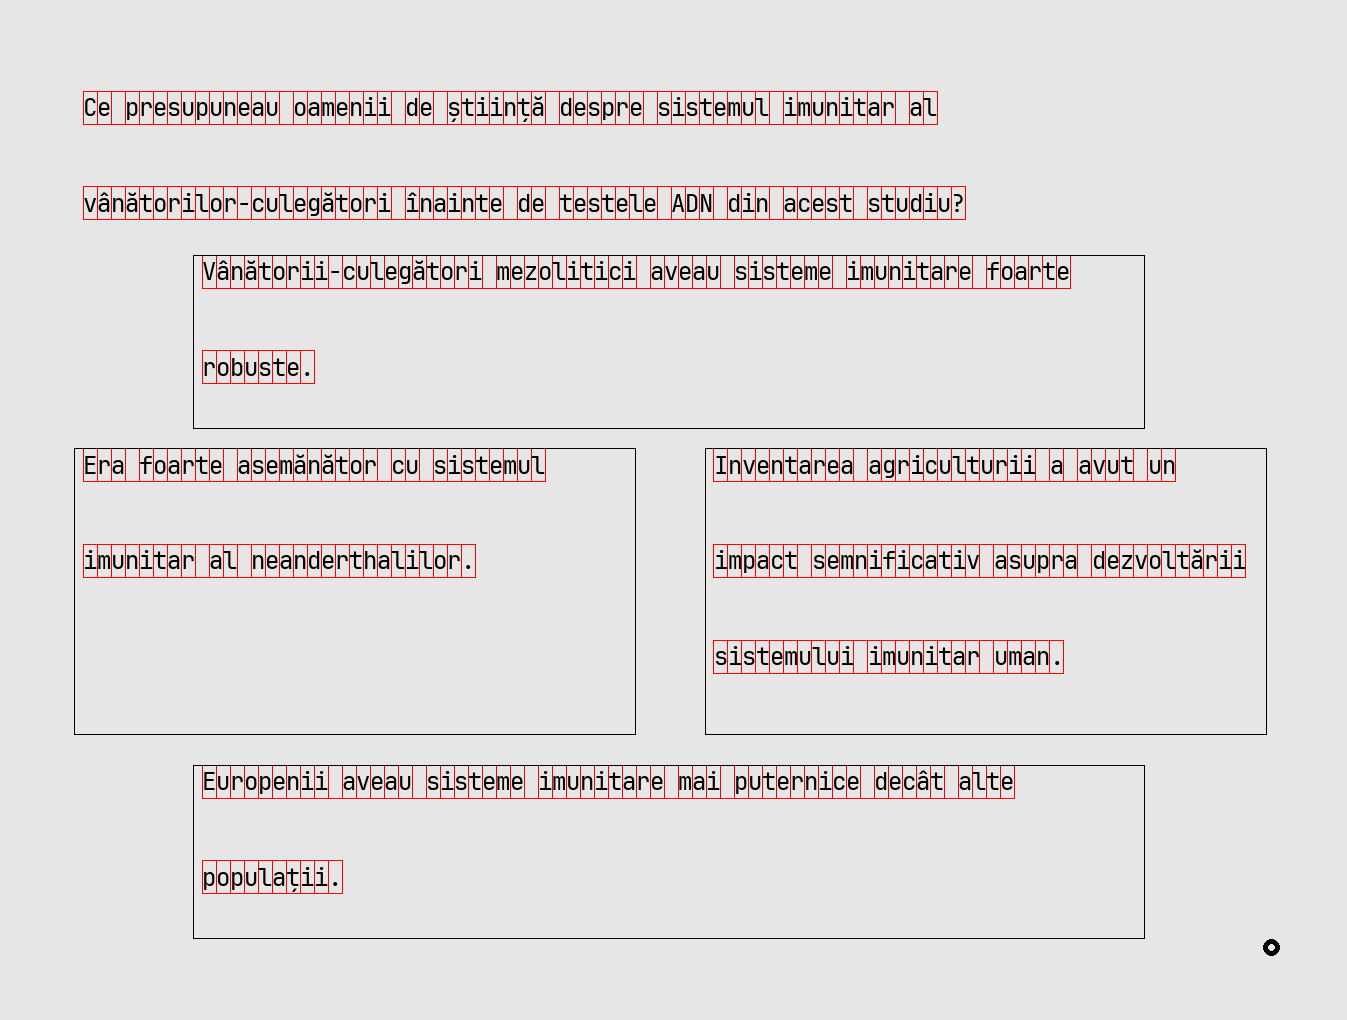 Ce presupuneau oamenii de știință despre sistemul imunitar al
vânătorilor-culegători înainte de testele ADN din acest studiu?
Vânătorii-culegători mezolitici aveau sisteme imunitare foarte
robuste.
Era foarte asemănător cu sistemul
imunitar al neanderthalilor.
Inventarea agriculturii a avut un
impact semnificativ asupra dezvoltării
sistemului imunitar uman.
Europenii aveau sisteme imunitare mai puternice decât alte
populații.